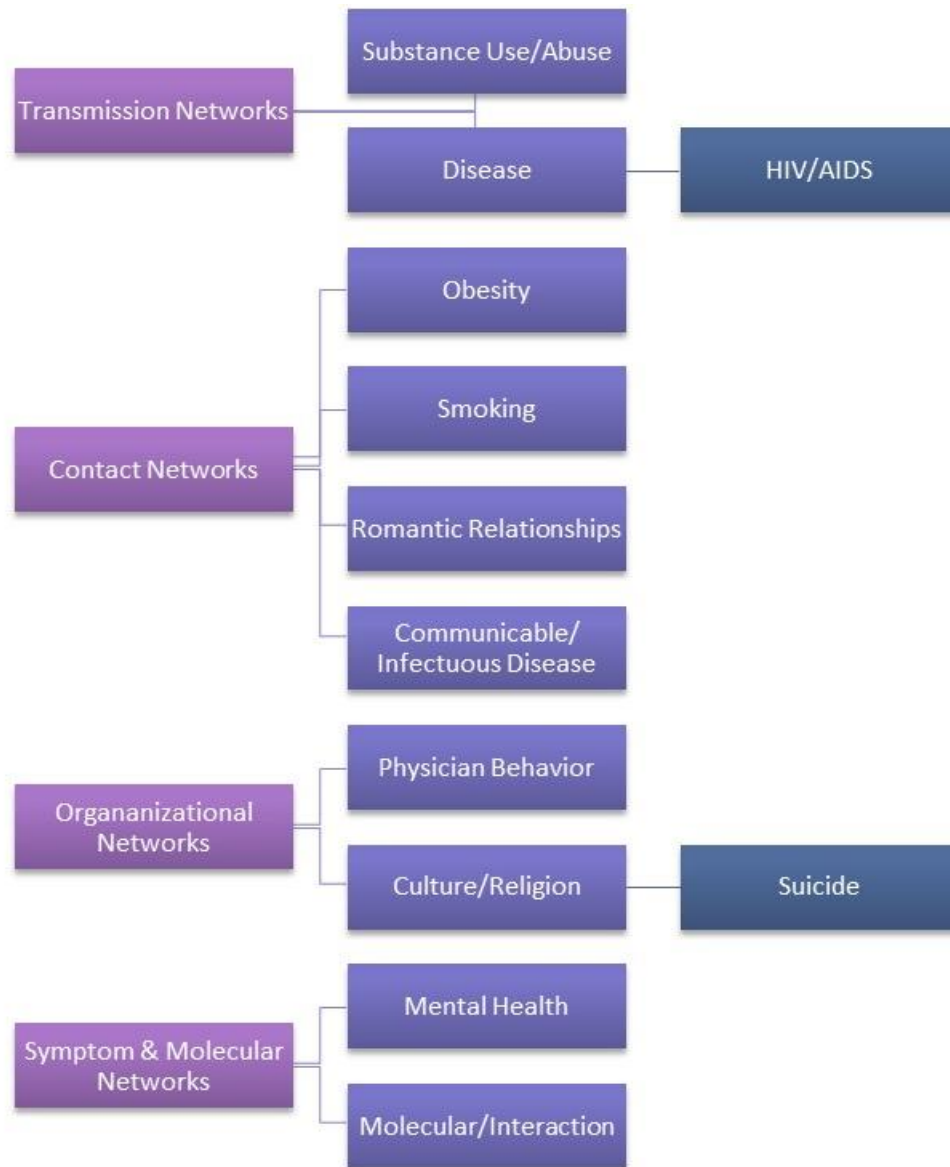 Substance Use/Abuse
Transmission Networks
Disease
HIV/AIDS
Obesity
Smoking
Contact Networks
Romantic Relationships
Communicable/
Infectuous Disease
Physician Behavior
Organanizational
Networks
Culture/Religion
Suicide
Mental Health
Symptom & Molecular
Networks
Molecular/Interaction